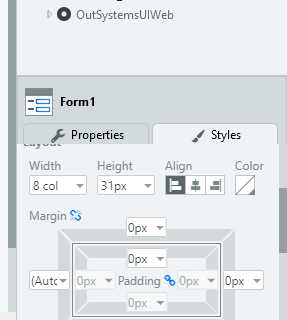 OutSystemsUIWeb
Form1
Properties
Styles
Layout
Width
Height
Align
Color
8 col
31px
Margin
0px
0px
(Auto
0px
Padding
0px
0px
0px